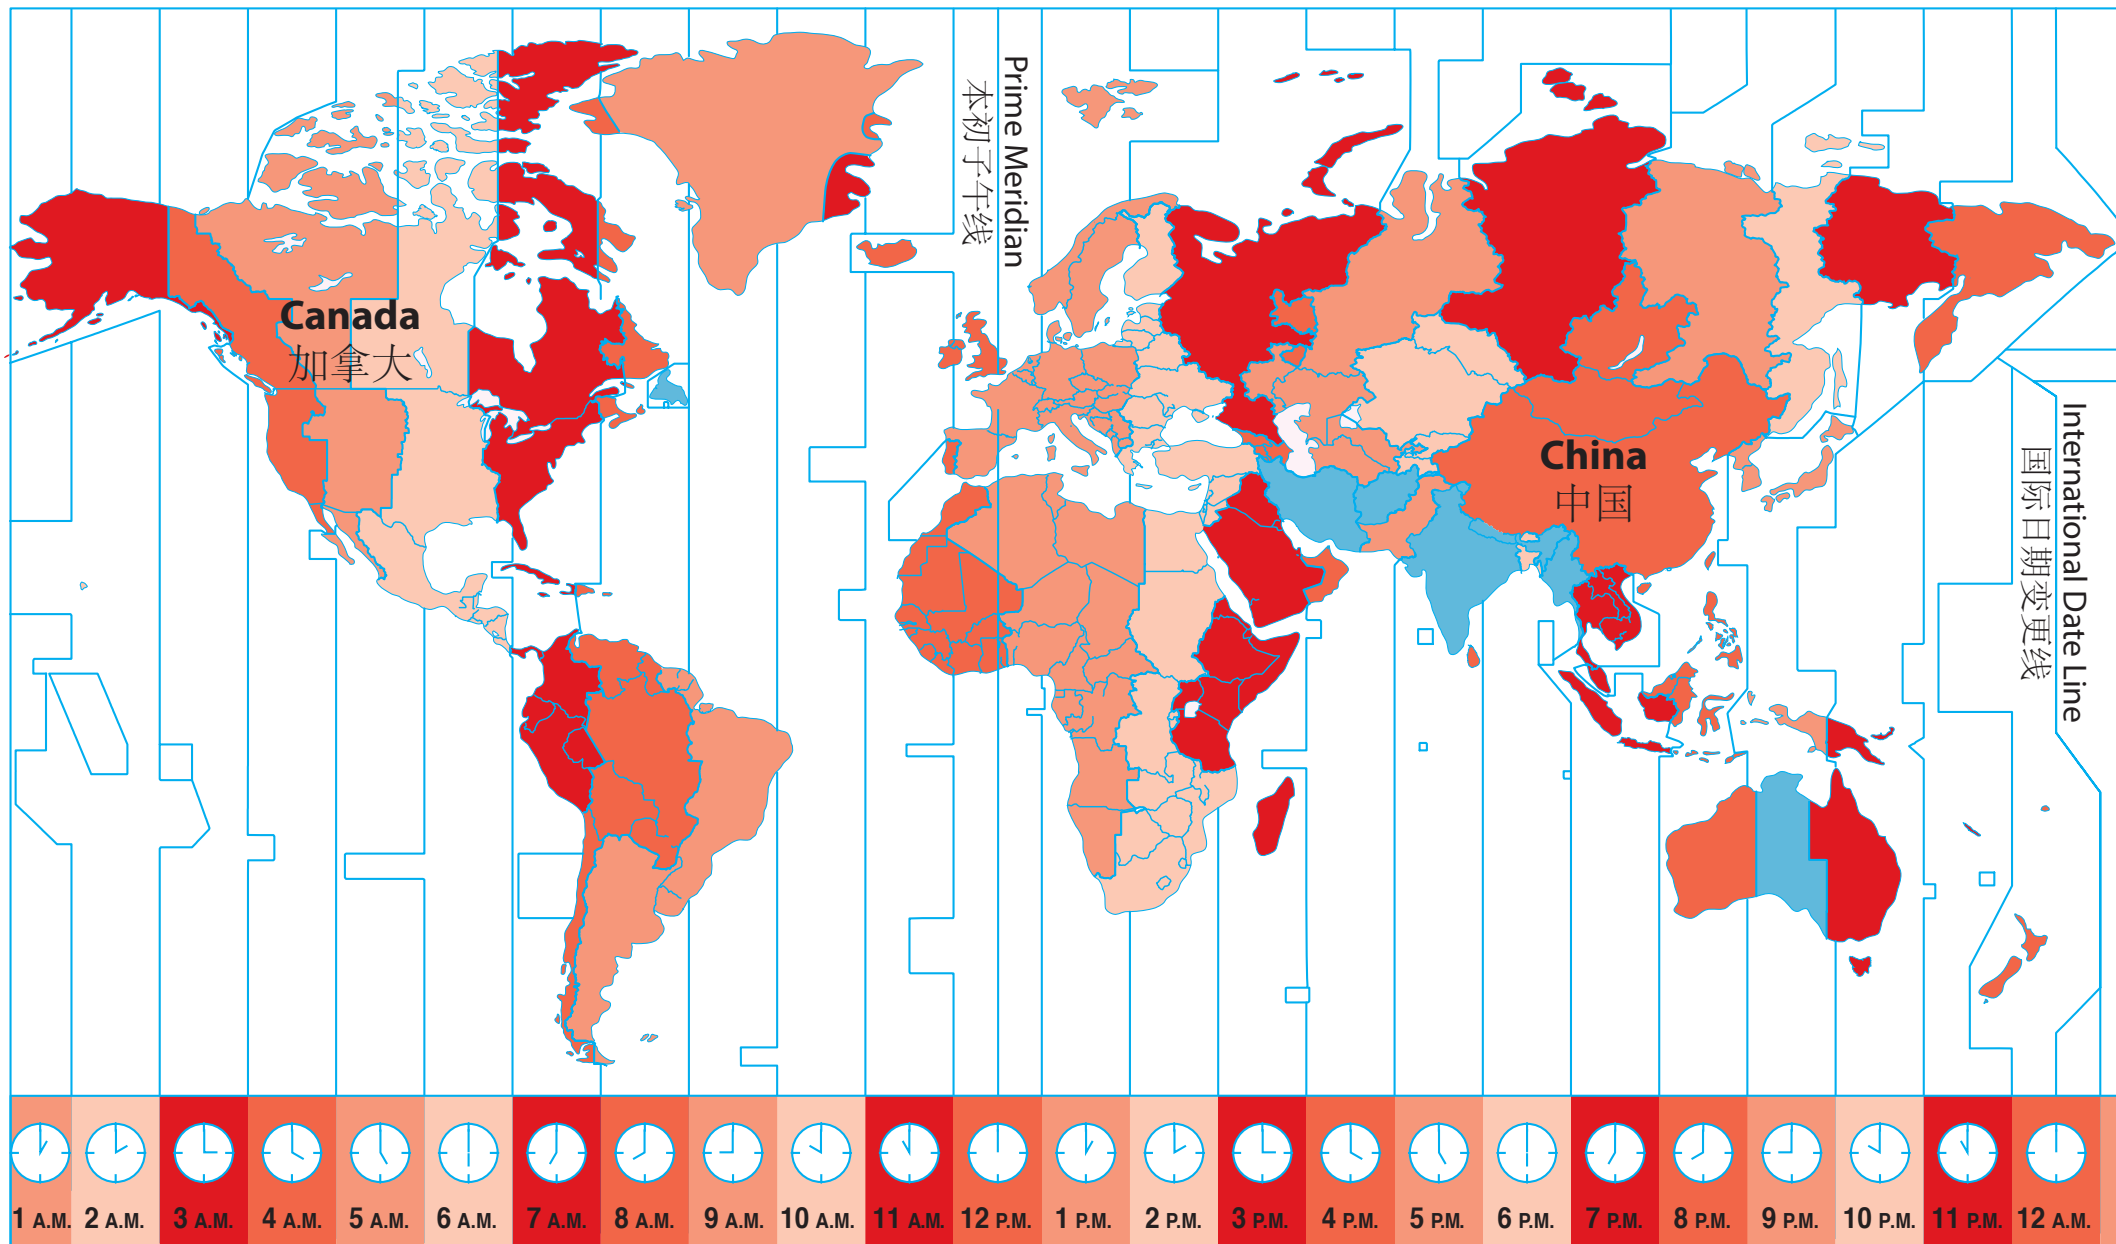 Prime Meridian
本初子午线
Canada
加拿大
China
中国
International Date Line
国际日期变更线
1 A.M. 2 A.M. 3 A.M. 4 A.M. 5 A.M. 6 A.M. 7 A.M. 8 A.M. 9 A.M. 10 A.M. 11 A.M. 12 P.M. 1 P.M. 2 P.M. 3 P.M. 4 P.M. 5 P.M. 6 P.M. 7 P.M. 8 P.M. 9 P.M. 10 P.M. 11 P.M. 12 A.M.